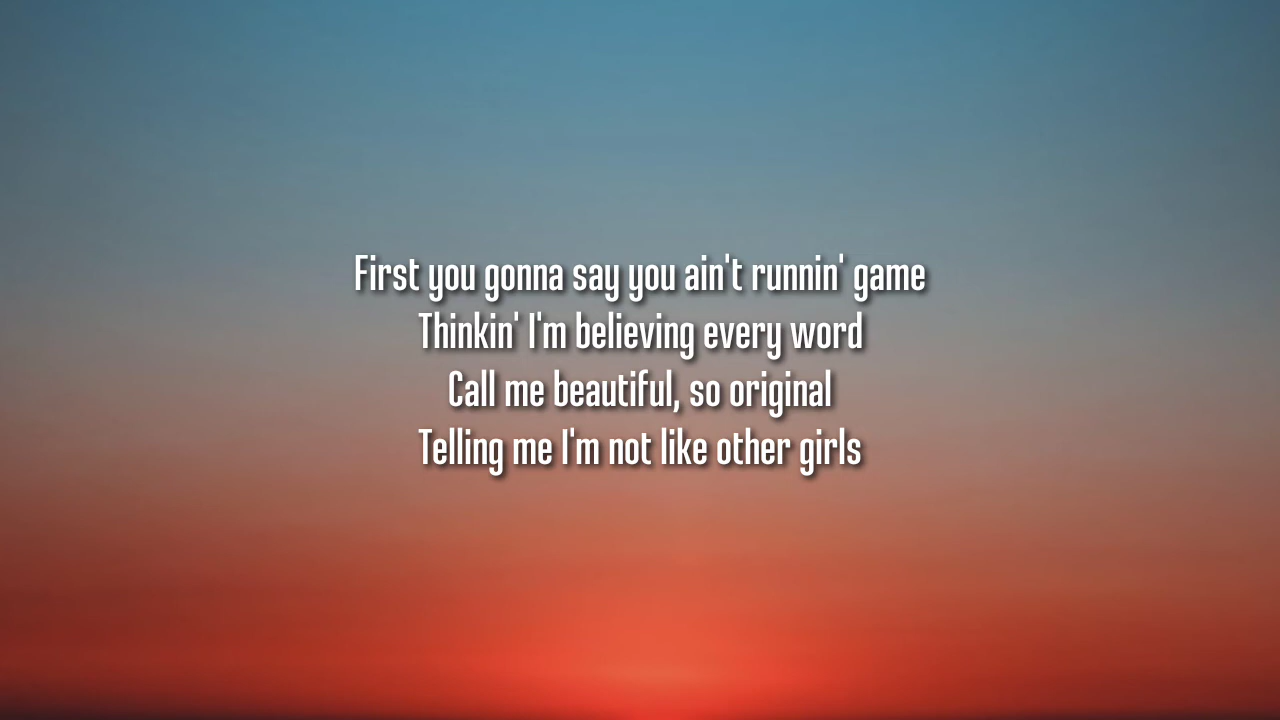 First you gonna say you ain't runnin' game
Thinkin' I'm believing every word
Call me beautiful, so original
Telling me I'm not like other girls